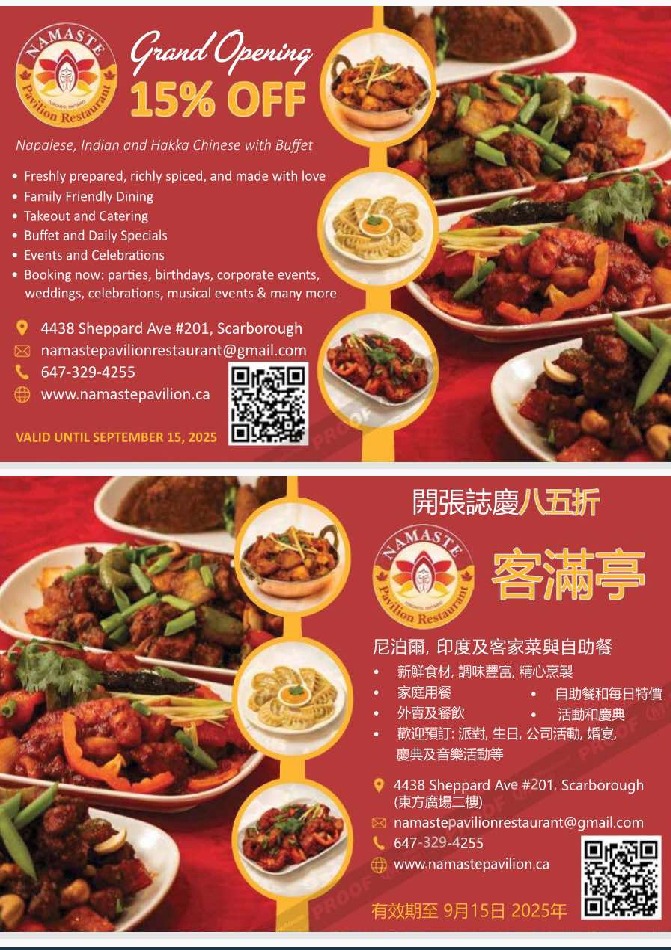 NAMASTE
Pavilion Restaurant
Grand Opening
15% OFF
Napalese, Indian and Hakka Chinese with Buffet
• Freshly prepared, richly spiced, and made with love
• Family Friendly Dining
• Takeout and Catering
• Buffet and Daily Specials
• Events and Celebrations
• Booking now: parties, birthdays, corporate events,
weddings, celebrations, musical events & many more
4438 Sheppard Ave #201, Scarborough
namastepavilionrestaurant@gmail.com
647-329-4255
www.namastepavilion.ca
VALID UNTIL SEPTEMBER 15, 2025
PROOF
開張誌慶八五折
NAMASTE
Pavilion Restaurant
客滿亭
尼泊爾, 印度及客家菜與自助餐
• 新鮮食材, 調味豐富, 精心烹製
• 家庭用餐
• 自助餐和每日特價
• 外賣及餐飲
• 活動和慶典
• 歡迎預訂: 派對, 生日, 公司活動, 婚宴,
慶典及音樂活動等
4438 Sheppard Ave #201. Scarborough
(東方廣場二樓)
namastepavilionrestaurant@gmail.com
647-329-4255
www.namastepavilion.ca
有效期至 9月15日 2025年
PROOF